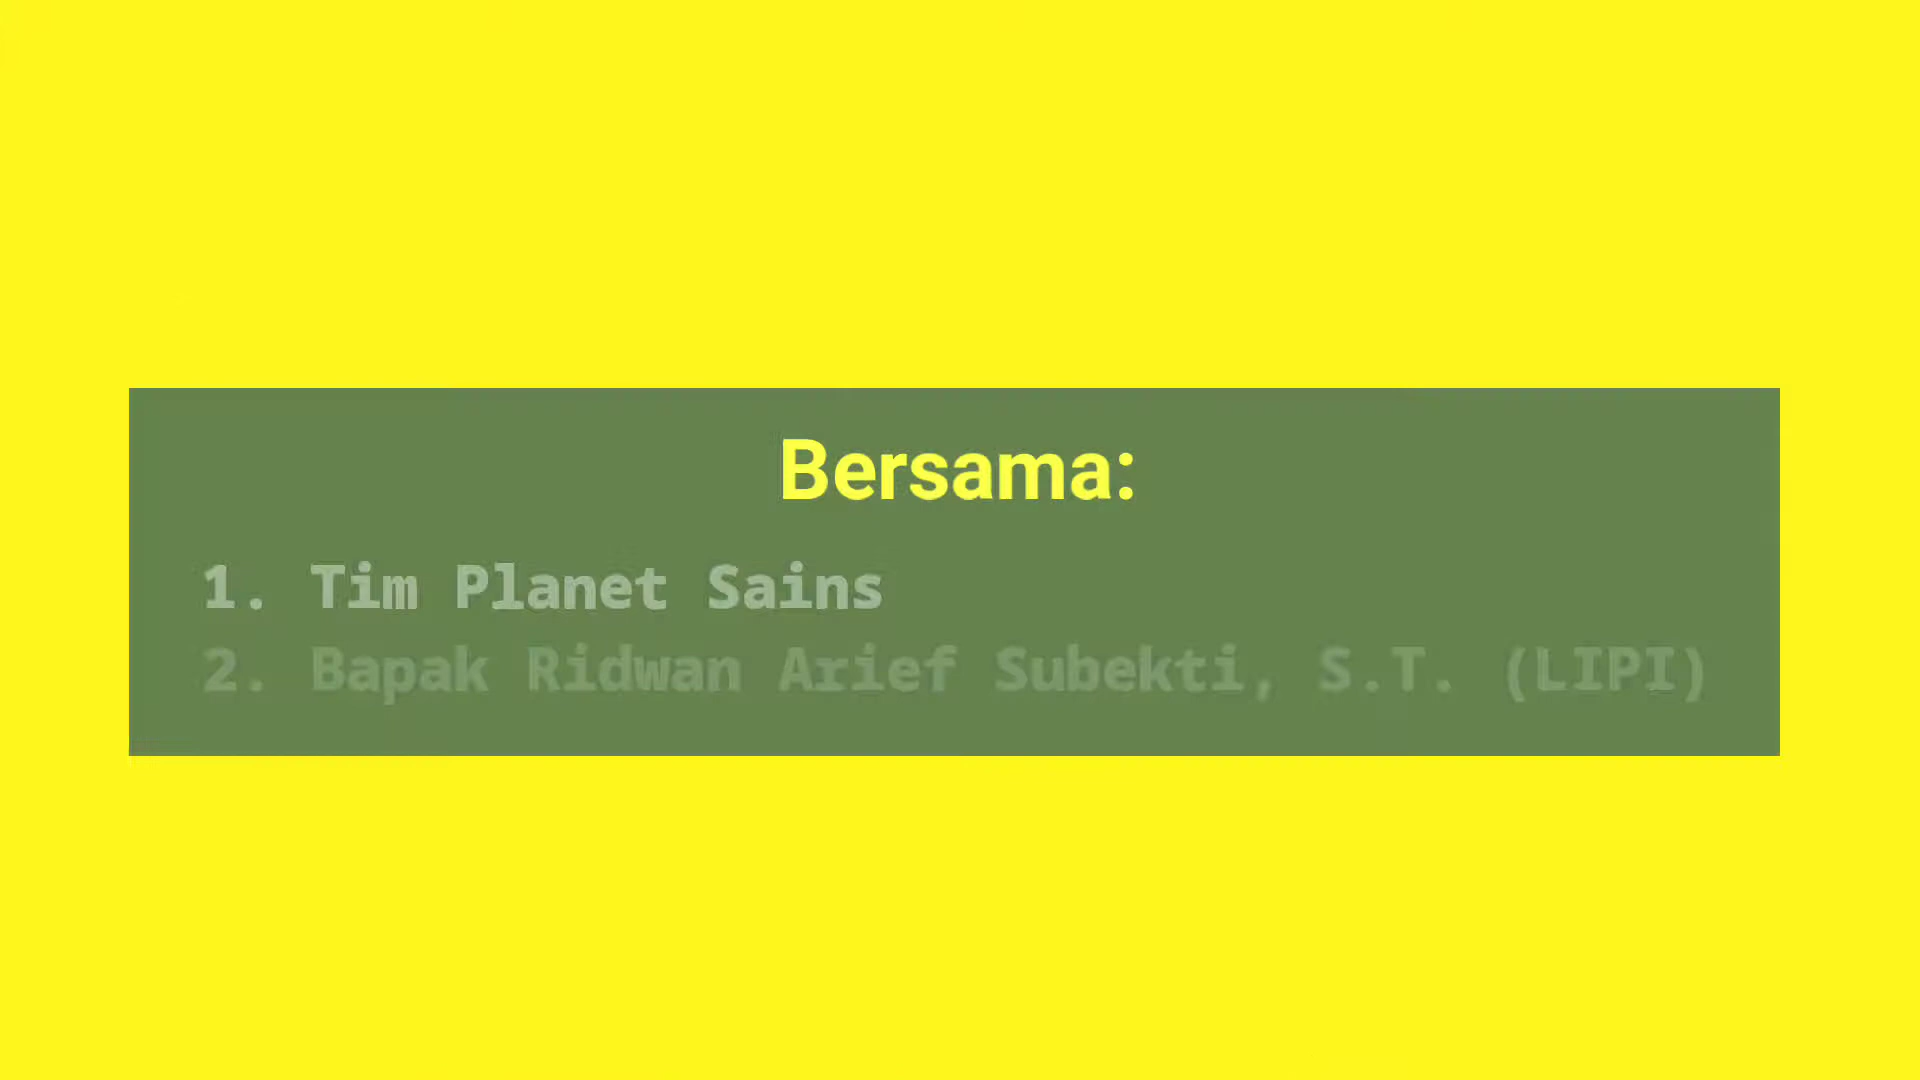 Bersama:
1. Tim Planet Sains
2. Bapak Ridwan Arief Subekti, S.T. (LIPI)